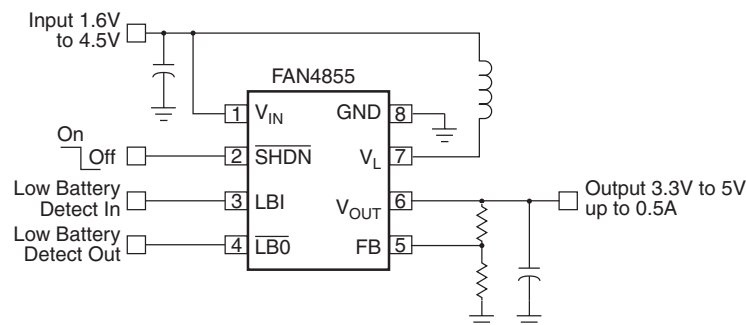 Input 1.6V
to 4.5V
FAN4855
1 V_IN
GND 8
On
Off
2 SHDN
V_L 7
Low Battery
Detect In
3 LBI
V_OUT 6
Output 3.3V to 5V
up to 0.5A
Low Battery
Detect Out
4 LB0
FB 5